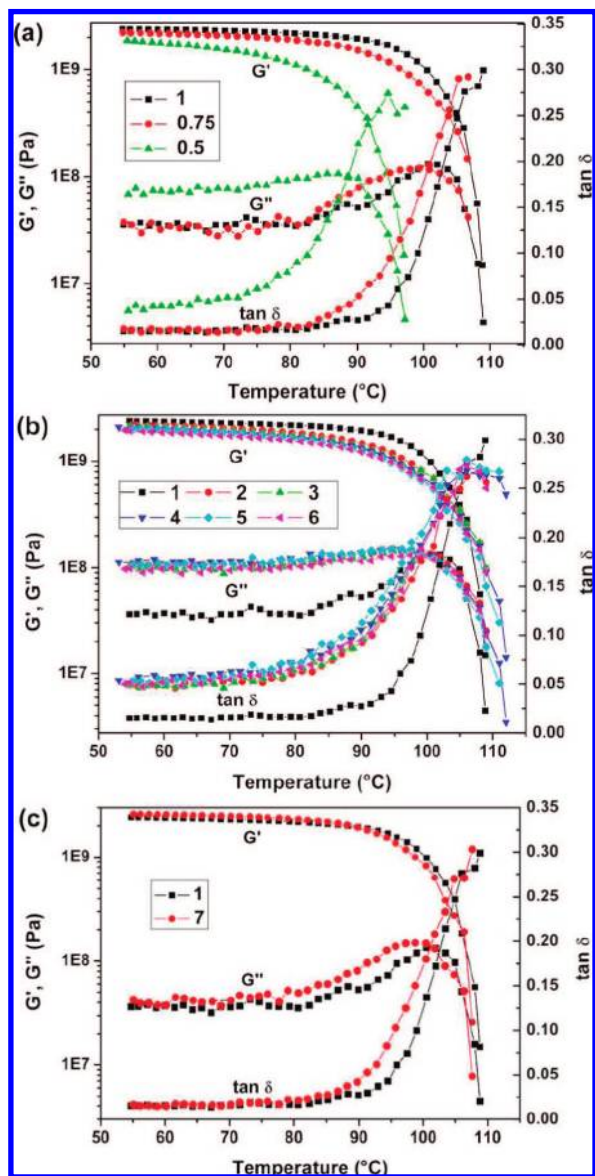 (a)
G', G'' (Pa)
1E9
1E8
1E7
G'
G''
tan δ
1
0.75
0.5
0.35
0.30
0.25
0.20
0.15
0.10
0.05
0.00
tan δ
50 60 70 80 90 100 110 120
Temperature (°C)
(b)
G', G'' (Pa)
1E9
1E8
1E7
G'
G''
tan δ
1 2 3
4 5 6
0.30
0.25
0.20
0.15
0.10
0.05
0.00
tan δ
50 60 70 80 90 100 110
Temperature (°C)
(c)
G', G'' (Pa)
1E9
1E8
1E7
G'
G''
tan δ
1
7
0.35
0.30
0.25
0.20
0.15
0.10
0.05
0.00
tan δ
50 60 70 80 90 100 110
Temperature (°C)